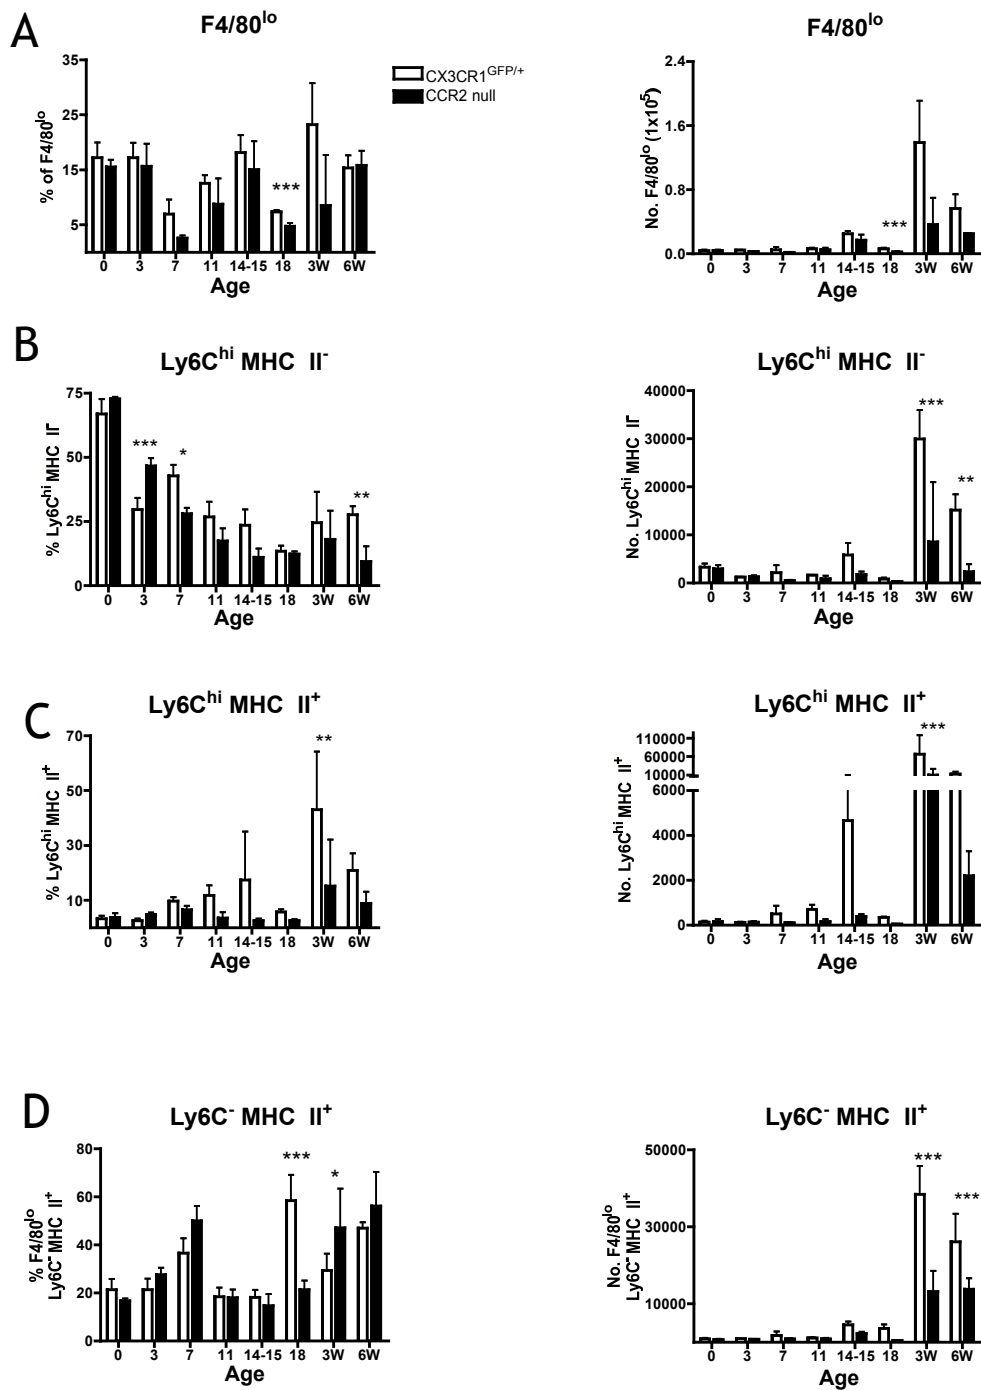 A
F4/80lo
F4/80lo
CX3CR1GFP/+
CCR2 null
% of F4/80lo
35
25
15
5
***
0 3 7 11 14-15 18 3W 6W
Age
No. F4/80lo (1x10^5)
2.4
1.6
0.8
0.0
***
0 3 7 11 14-15 18 3W 6W
Age
B
Ly6Chi MHC II-
Ly6Chi MHC II-
% Ly6Chi MHC II-
75
50
25
0
*** * **
0 3 7 11 14-15 18 3W 6W
Age
No. Ly6Chi MHC II-
40000
30000
20000
10000
0
*** **
0 3 7 11 14-15 18 3W 6W
Age
C
Ly6Chi MHC II+
Ly6Chi MHC II+
% Ly6Chi MHC II+
70
50
30
10
**
0 3 7 11 14-15 18 3W 6W
Age
No. Ly6Chi MHC II+
110000
60000
10000
6000
4000
2000
0
***
0 3 7 11 14-15 18 3W 6W
Age
D
Ly6C- MHC II+
Ly6C- MHC II+
% F4/80lo
Ly6C- MHC II+
80
60
40
20
0
*** *
0 3 7 11 14-15 18 3W 6W
Age
No. F4/80lo
Ly6C- MHC II+
50000
30000
10000
*** ***
0 3 7 11 14-15 18 3W 6W
Age